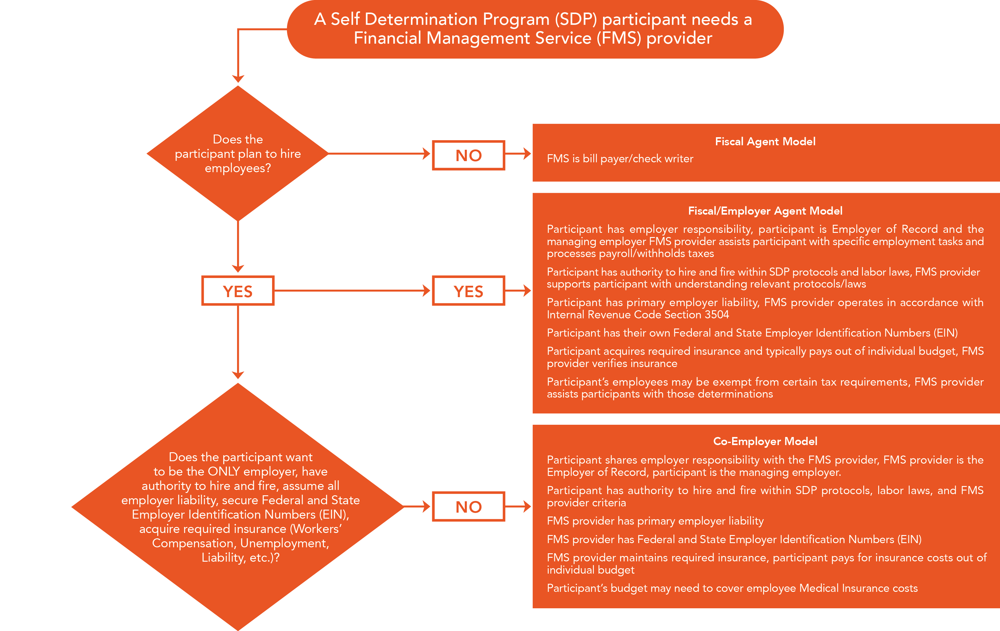 A Self Determination Program (SDP) participant needs a
Financial Management Service (FMS) provider
Does the
participant plan to hire
employees?
NO
Fiscal Agent Model
FMS is bill payer/check writer
YES
YES
Fiscal/Employer Agent Model
Participant has employer responsibility, participant is Employer of Record and the
managing employer FMS provider assists participant with specific employment tasks and
processes payroll/withholds taxes
Participant has authority to hire and fire within SDP protocols and labor laws, FMS provider
supports participant with understanding relevant protocols/laws
Participant has primary employer liability, FMS provider operates in accordance with
Internal Revenue Code Section 3504
Participant has their own Federal and State Employer Identification Numbers (EIN)
Participant acquires required insurance and typically pays out of individual budget, FMS
provider verifies insurance
Participant’s employees may be exempt from certain tax requirements, FMS provider
assists participants with those determinations
Does the participant want
to be the ONLY employer, have
authority to hire and fire, assume all
employer liability, secure Federal and State
Employer Identification Numbers (EIN),
acquire required insurance (Workers’
Compensation, Unemployment,
Liability, etc.)?
NO
Co-Employer Model
Participant shares employer responsibility with the FMS provider, FMS provider is the
Employer of Record, participant is the managing employer.
Participant has authority to hire and fire within SDP protocols, labor laws, and FMS
provider criteria
FMS provider has primary employer liability
FMS provider has Federal and State Employer Identification Numbers (EIN)
FMS provider maintains required insurance, participant pays for insurance costs out of
individual budget
Participant’s budget may need to cover employee Medical Insurance costs